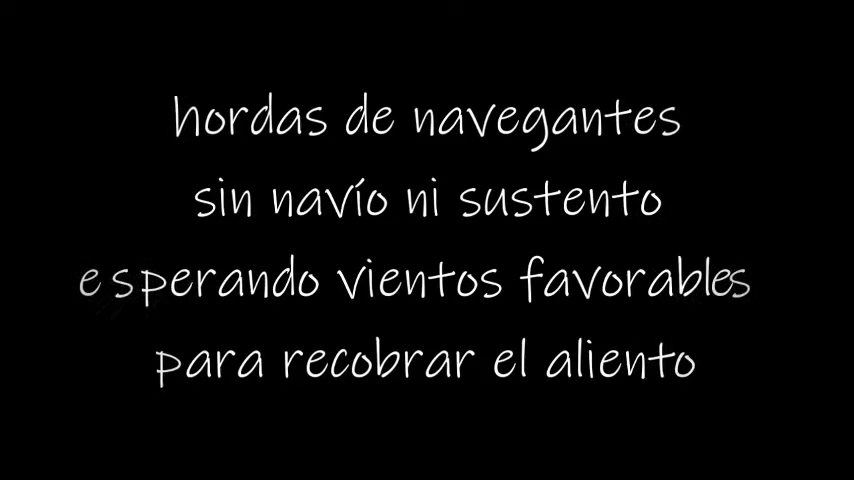 hordas de navegantes
sin navío ni sustento
esperando vientos favorables
para recobrar el aliento